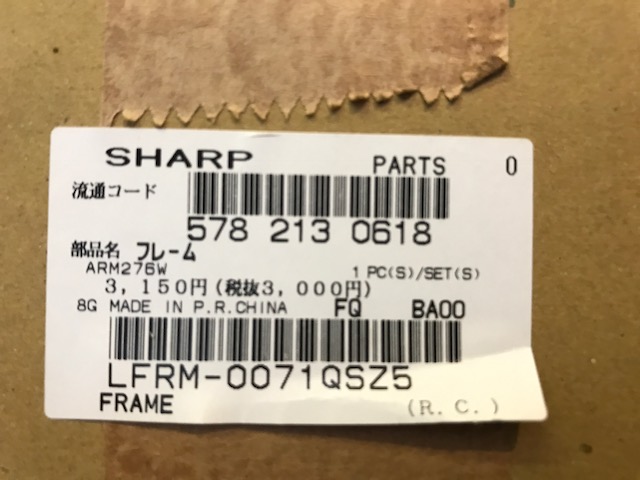 SHARP PARTS 0
流通コード
578 213 0618
部品名 フレーム
ARM276W 1 PC(S)/SET(S)
3,150円(税抜3,000円)
8G MADE IN P.R.CHINA FQ BA00
LFRM-0071QSZ5
FRAME (R.C.)